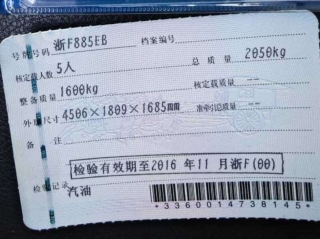 号牌号码 浙F885EB 档案编号
核定载人数 5人 总质量 2050kg
整备质量 1600kg 核定载质量 --
外廓尺寸 4506×1809×1685mm 准牵引总质量 --
备注
检验有效期至2016 年 11 月浙F(00)
检验记录
汽油
*3360014738145*